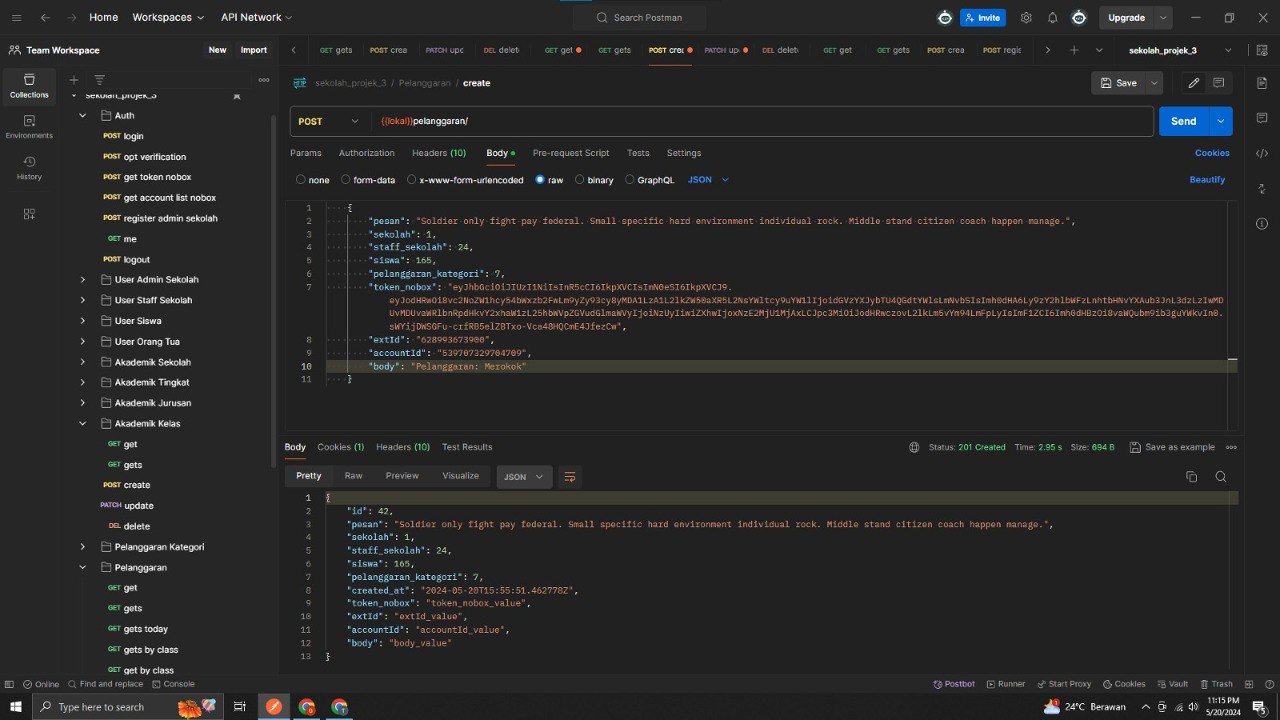 Home Workspaces API Network Search Postman Invite Upgrade
Team Workspace New Import GET gets POST crea PATCH upd DEL delet GET get GET gets POST crea PATCH up DEL delet GET get GET gets POST crea POST regis sekolah_projek_3
Collections
Environments
History
sekolah_projek_3
Auth
POST login
POST opt verification
POST get token nobox
POST get account list nobox
POST register admin sekolah
GET me
POST logout
User Admin Sekolah
User Staff Sekolah
User Siswa
User Orang Tua
Akademik Sekolah
Akademik Tingkat
Akademik Jurusan
Akademik Kelas
GET get
GET gets
POST create
PATCH update
DEL delete
Pelanggaran Kategori
Pelanggaran
GET get
GET gets
GET gets today
GET gets by class
GET get by class
HTTP sekolah_projek_3 / Pelanggaran / create Save
POST {{lokal}}pelanggaran/ Send
Params Authorization Headers (10) Body Pre-request Script Tests Settings Cookies
none form-data x-www-form-urlencoded raw binary GraphQL JSON Beautify
1 {
2 "pesan": "Soldier only fight pay federal. Small specific hard environment individual rock. Middle stand citizen coach happen manage.",
3 "sekolah": 1,
4 "staff_sekolah": 24,
5 "siswa": 165,
6 "pelanggaran_kategori": 7,
7 "token_nobox": "eyJhbGciOiJIUzI1NiIsInR5cCI6IkpXVCIsImN0eSI6IkpXVCJ9.
8 "extId": "628993673900",
9 "accountId": "539707329704709",
10 "body": "Pelanggaran: Merokok"
11 }
Body Cookies (1) Headers (10) Test Results Status: 201 Created Time: 2.95 s Size: 694 B Save as example
Pretty Raw Preview Visualize JSON
1 {
2 "id": 42,
3 "pesan": "Soldier only fight pay federal. Small specific hard environment individual rock. Middle stand citizen coach happen manage.",
4 "sekolah": 1,
5 "staff_sekolah": 24,
6 "siswa": 165,
7 "pelanggaran_kategori": 7,
8 "created_at": "2024-05-20T15:55:51.462778Z",
9 "token_nobox": "token_nobox_value",
10 "extId": "extId_value",
11 "accountId": "accountId_value",
12 "body": "body_value"
13 }
Online Find and replace Console Postbot Runner Start Proxy Cookies Vault Trash
Type here to search 24°C Berawan 11:15 PM
5/20/2024